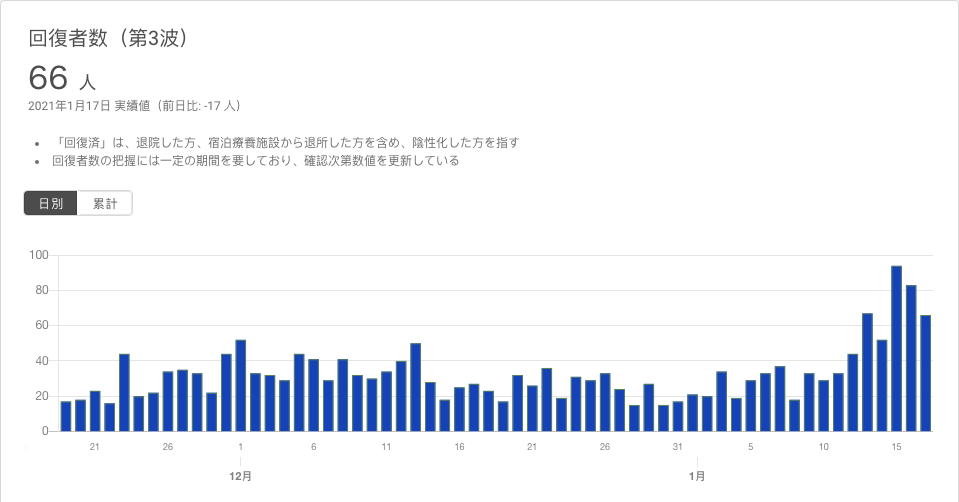 回復者数（第3波）
66 人
2021年1月17日 実績値（前日比: -17 人）
• 「回復済」は、退院した方、宿泊療養施設から退所した方を含め、陰性化した方を指す
• 回復者数の把握には一定の期間を要しており、確認次第数値を更新している
日別 累計
100
80
60
40
20
0
21 26 1 6 11 16 21 26 31 5 10 15
12月 1月